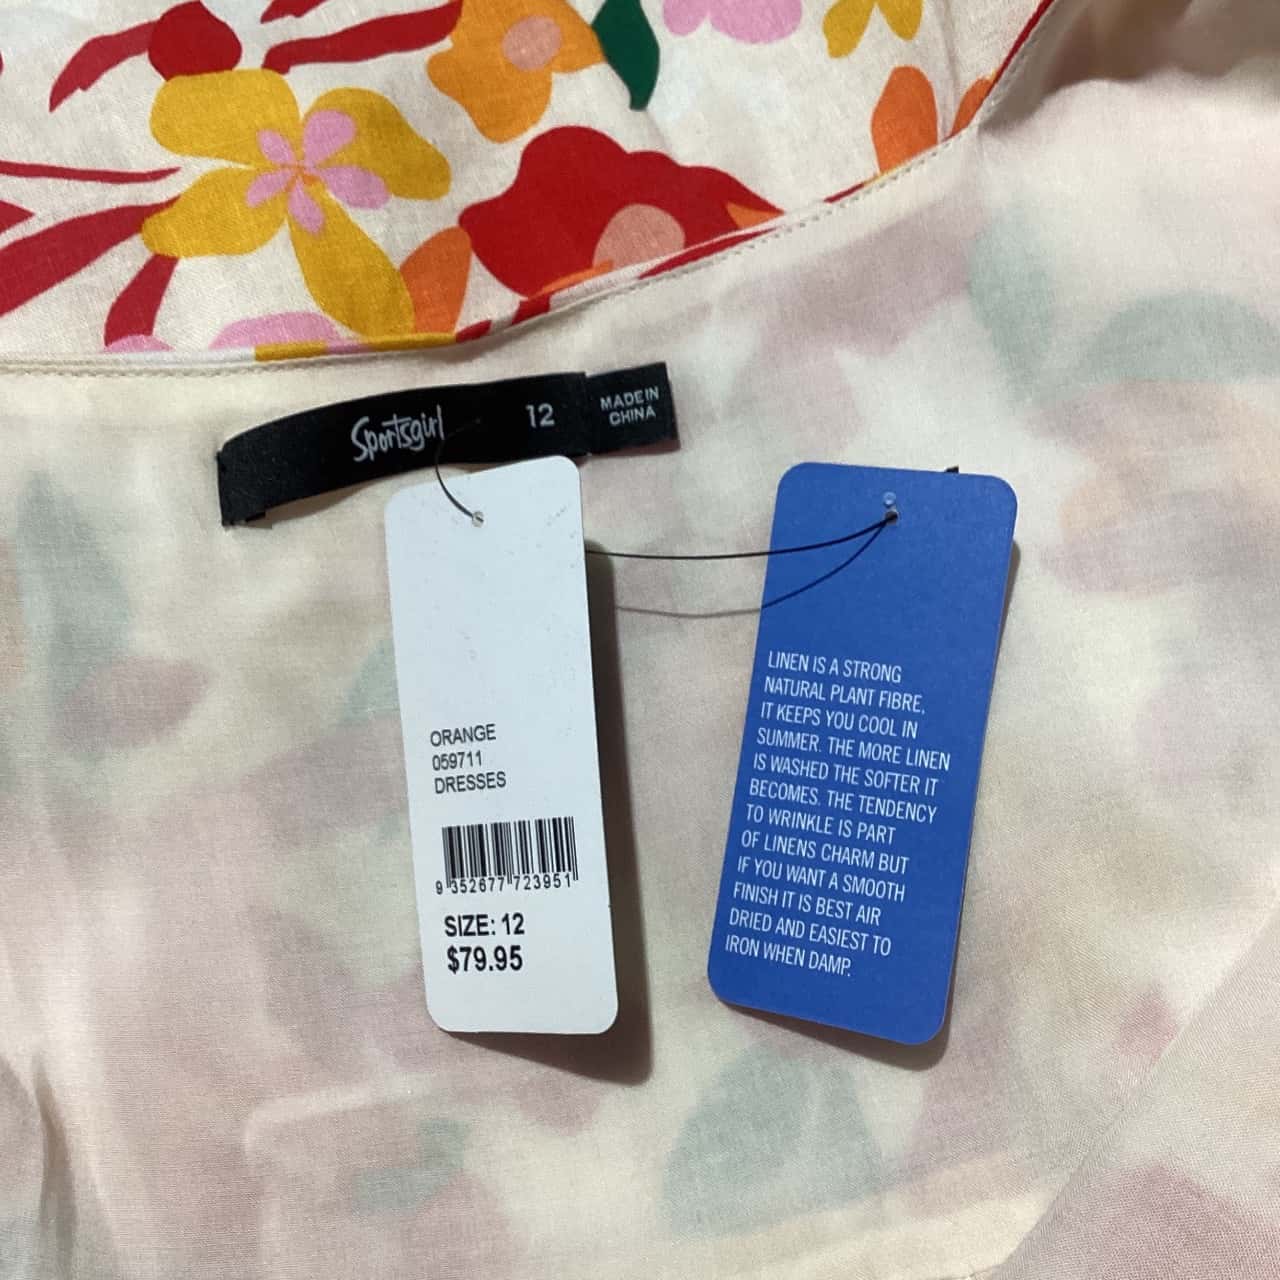 Sportsgirl 12
MADE IN
CHINA
ORANGE
059711
DRESSES
9 352677 723951
SIZE: 12
$79.95
LINEN IS A STRONG
NATURAL PLANT FIBRE,
IT KEEPS YOU COOL IN
SUMMER. THE MORE LINEN
IS WASHED THE SOFTER IT
BECOMES. THE TENDENCY
TO WRINKLE IS PART
OF LINENS CHARM BUT
IF YOU WANT A SMOOTH
FINISH IT IS BEST AIR
DRIED AND EASIEST TO
IRON WHEN DAMP.